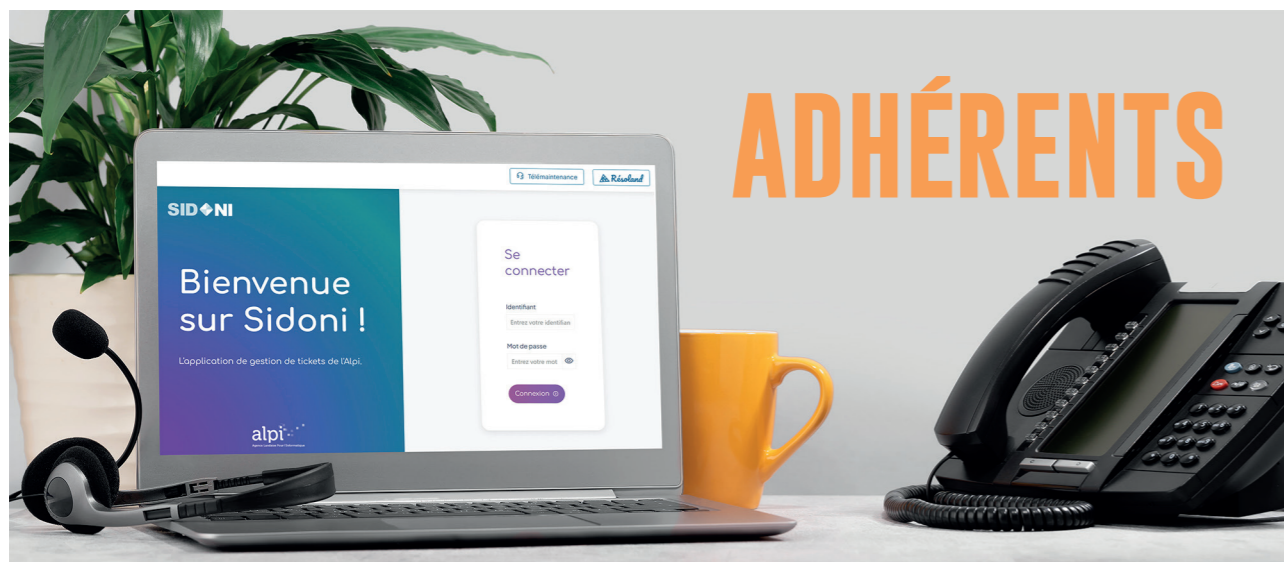 ADHÉRENTS
Télémaintenance
Résoland
SIDONI
Bienvenue
sur Sidoni !
L'application de gestion de tickets de l'Alpi.
alpi
Se
connecter
Identifiant
Entrez votre identifian
Mot de passe
Entrez votre mot
Connexion